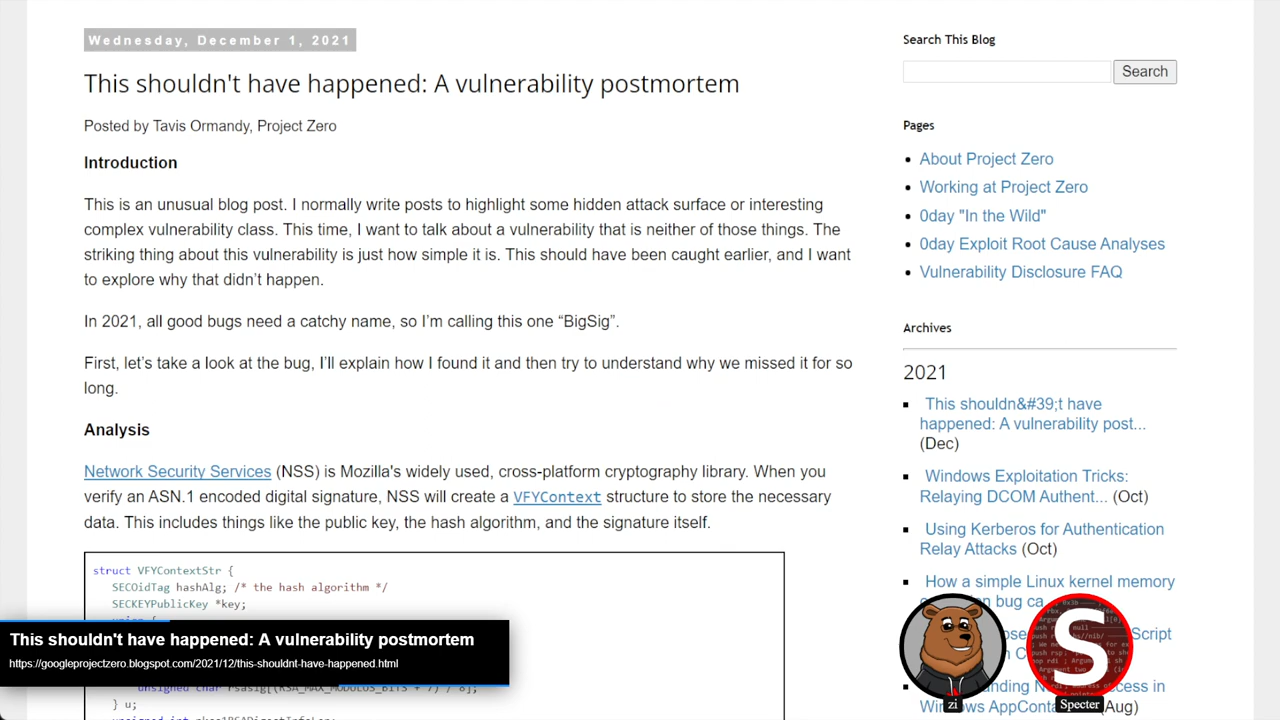 Wednesday, December 1, 2021
This shouldn't have happened: A vulnerability postmortem
Posted by Tavis Ormandy, Project Zero
Introduction
This is an unusual blog post. I normally write posts to highlight some hidden attack surface or interesting
complex vulnerability class. This time, I want to talk about a vulnerability that is neither of those things. The
striking thing about this vulnerability is just how simple it is. This should have been caught earlier, and I want
to explore why that didn’t happen.
In 2021, all good bugs need a catchy name, so I’m calling this one “BigSig”.
First, let’s take a look at the bug, I’ll explain how I found it and then try to understand why we missed it for so
long.
Analysis
Network Security Services (NSS) is Mozilla's widely used, cross-platform cryptography library. When you
verify an ASN.1 encoded digital signature, NSS will create a VFYContext structure to store the necessary
data. This includes things like the public key, the hash algorithm, and the signature itself.
struct VFYContextStr {
SECOidTag hashAlg; /* the hash algorithm */
SECKEYPublicKey *key;
unsigned char rsasig[(RSA_MAX_MODULUS_BITS + 7) / 8];
} u;
This shouldn't have happened: A vulnerability postmortem
https://googleprojectzero.blogspot.com/2021/12/this-shouldnt-have-happened.html
Search This Blog
Search
Pages
About Project Zero
Working at Project Zero
0day "In the Wild"
0day Exploit Root Cause Analyses
Vulnerability Disclosure FAQ
Archives
2021
This shouldn&#39;t have
happened: A vulnerability post...
(Dec)
Windows Exploitation Tricks:
Relaying DCOM Authent... (Oct)
Using Kerberos for Authentication
Relay Attacks (Oct)
How a simple Linux kernel memory
bug ca
Script
access in
(Aug)
S
zi
Specter